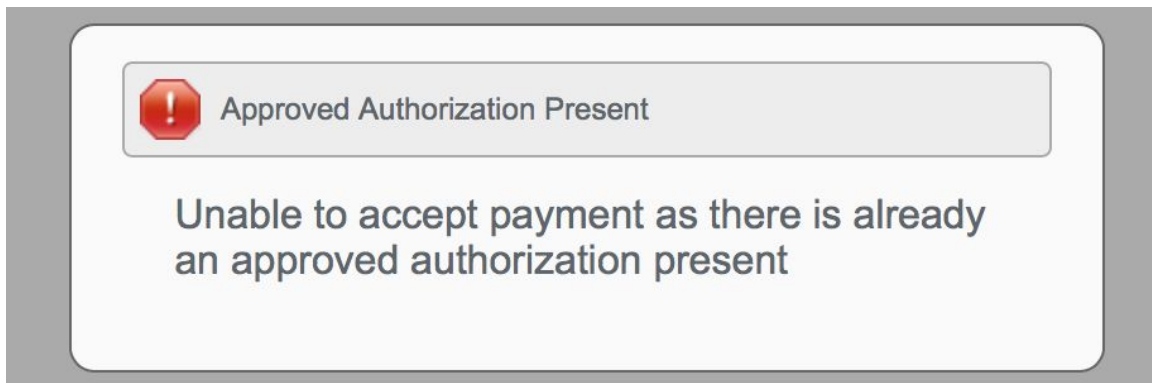 Approved Authorization Present
Unable to accept payment as there is already
an approved authorization present